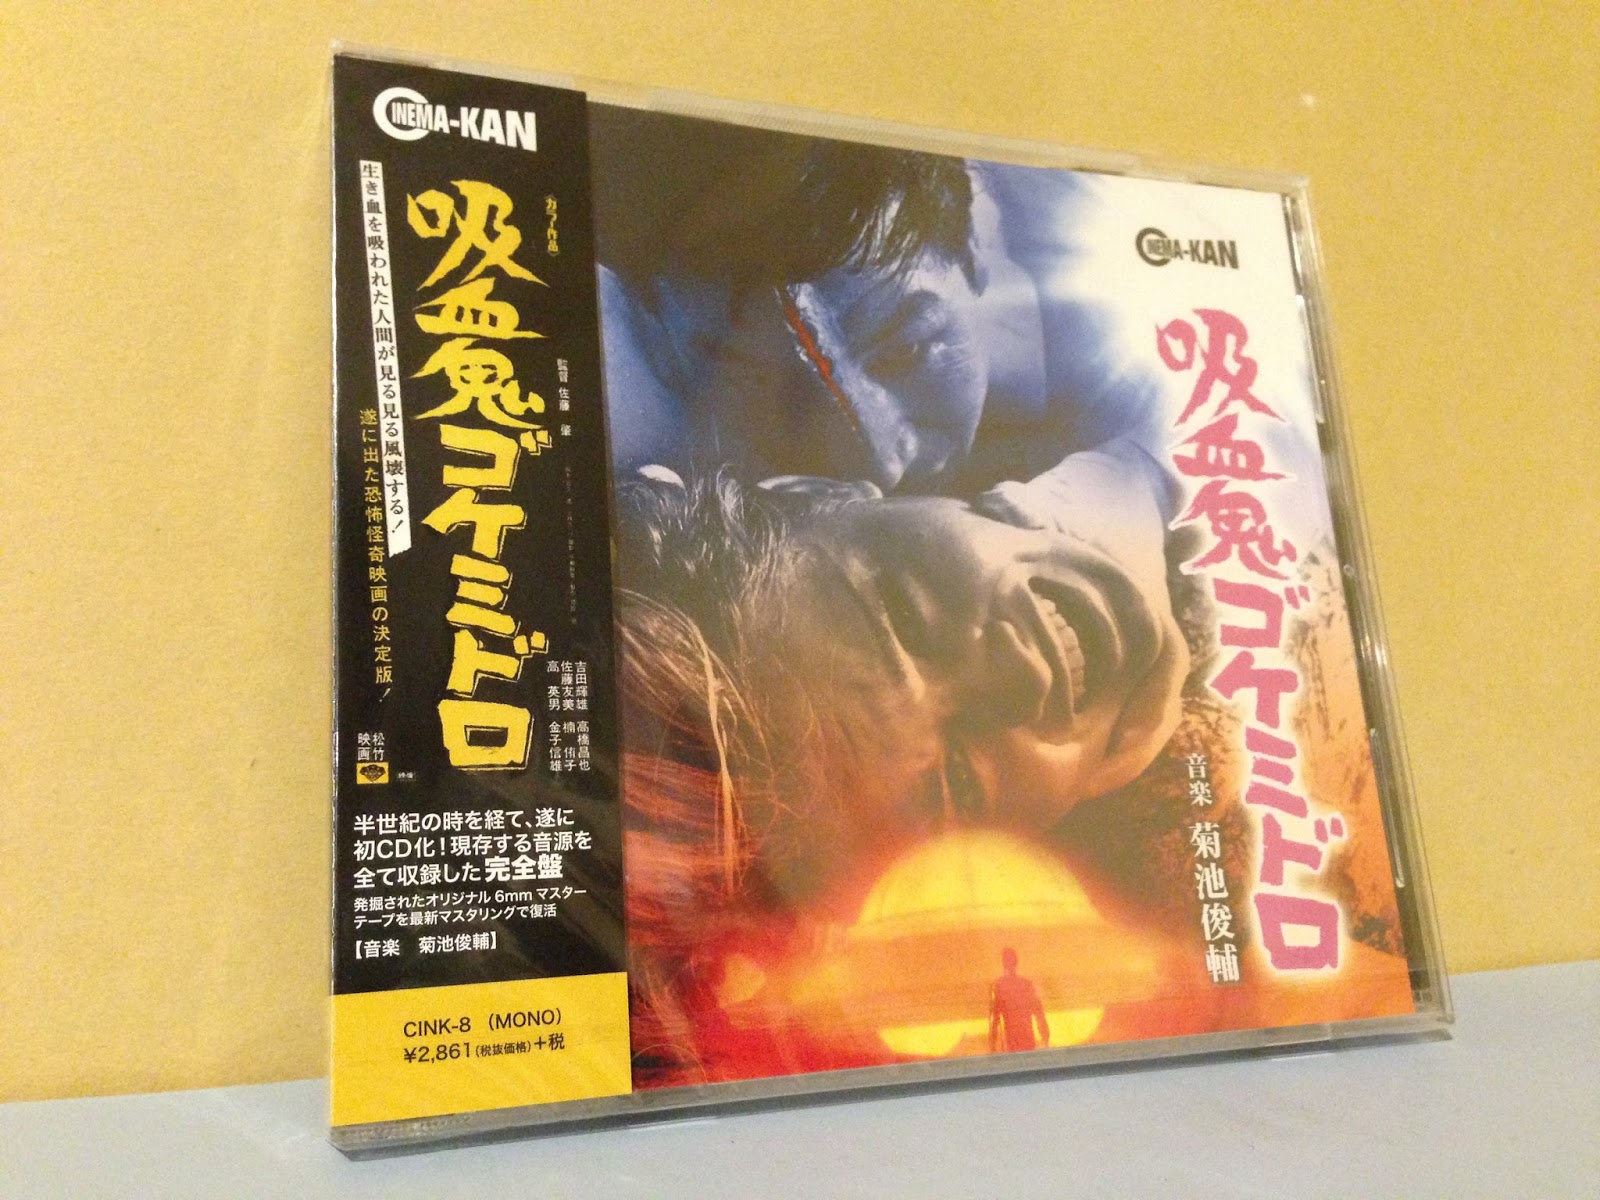 CINEMA-KAN
〈カラー作品〉
吸血鬼ゴケミドロ
生き血を吸われた人間が見る見る風壊する！
遂に出た恐怖怪奇映画の決定版！
監督 佐藤 肇
吉田輝雄
佐藤友美
高 英男
高橋昌也
楠 侑子
金子信雄
松竹
映画
半世紀の時を経て、遂に
初CD化！現存する音源を
全て収録した完全盤
発掘されたオリジナル 6mm マスター
テープを最新マスタリングで復活
【音楽 菊池俊輔】
CINK-8 （MONO）
¥2,861（税抜価格）+税
CINEMA-KAN
吸血鬼ゴケミドロ
音楽 菊池俊輔